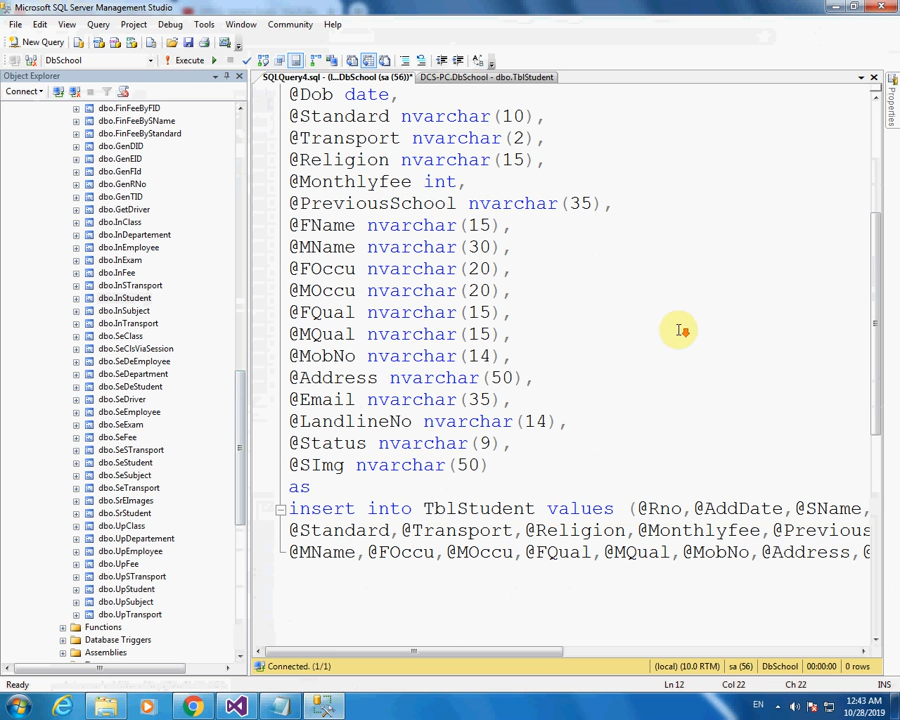 Microsoft SQL Server Management Studio
File Edit View Query Project Debug Tools Window Community Help
New Query
DbSchool Execute
Object Explorer
Connect
dbo.FinFeeByFID
dbo.FinFeeBySName
dbo.FinFeeByStandard
dbo.GenDID
dbo.GenEID
dbo.GenFId
dbo.GenRNo
dbo.GenTID
dbo.GetDriver
dbo.InClass
dbo.InDepartment
dbo.InEmployee
dbo.InExam
dbo.InFee
dbo.InSTransport
dbo.InStudent
dbo.InSubject
dbo.InTransport
dbo.SeClass
dbo.SeClsViaSession
dbo.SeDeEmployee
dbo.SeDepartment
dbo.SeDeStudent
dbo.SeDriver
dbo.SeEmployee
dbo.SeExam
dbo.SeFee
dbo.SeSTransport
dbo.SeStudent
dbo.SeSubject
dbo.SeTransport
dbo.SrEImages
dbo.SrStudent
dbo.UpClass
dbo.UpDepartment
dbo.UpEmployee
dbo.UpFee
dbo.UpSTransport
dbo.UpStudent
dbo.UpSubject
dbo.UpTransport
Functions
Database Triggers
Assemblies
SQLQuery4.sql - (l...DbSchool (sa (56))* DCS-PC.DbSchool - dbo.TblStudent
@Dob date,
@Standard nvarchar(10),
@Transport nvarchar(2),
@Religion nvarchar(15),
@Monthlyfee int,
@PreviousSchool nvarchar(35),
@FName nvarchar(15),
@MName nvarchar(30),
@FOccu nvarchar(20),
@MOccu nvarchar(20),
@FQual nvarchar(15),
@MQual nvarchar(15),
@MobNo nvarchar(14),
@Address nvarchar(50),
@Email nvarchar(35),
@LandlineNo nvarchar(14),
@Status nvarchar(9),
@SImg nvarchar(50)
as
insert into TblStudent values (@Rno,@AddDate,@SName,
@Standard,@Transport,@Religion,@Monthlyfee,@Previous
@MName,@FOccu,@MOccu,@FQual,@MQual,@MobNo,@Address,@
Properties
Connected. (1/1) (local) (10.0 RTM) sa (56) DbSchool 00:00:00 0 rows
Ready Ln 12 Col 22 Ch 22 INS
EN 12:43 AM
10/28/2019